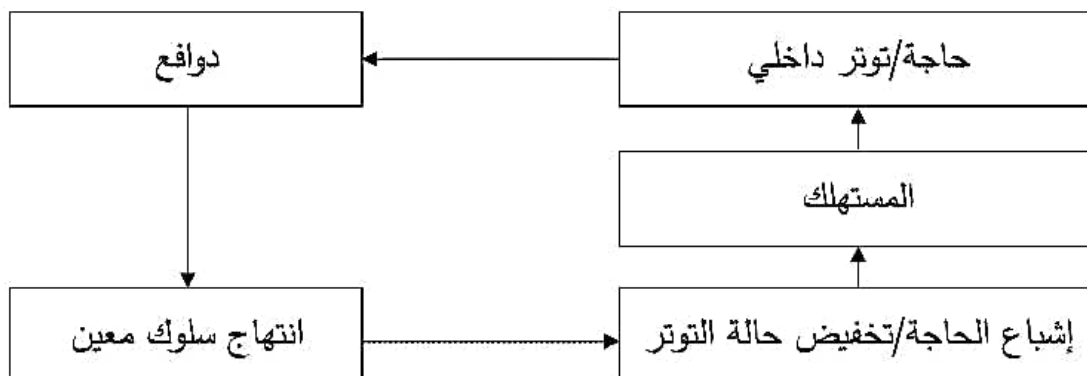 حاجة/توتر داخلي
دوافع
المستهلك
إشباع الحاجة/تخفيض حالة التوتر
انتهاج سلوك معين